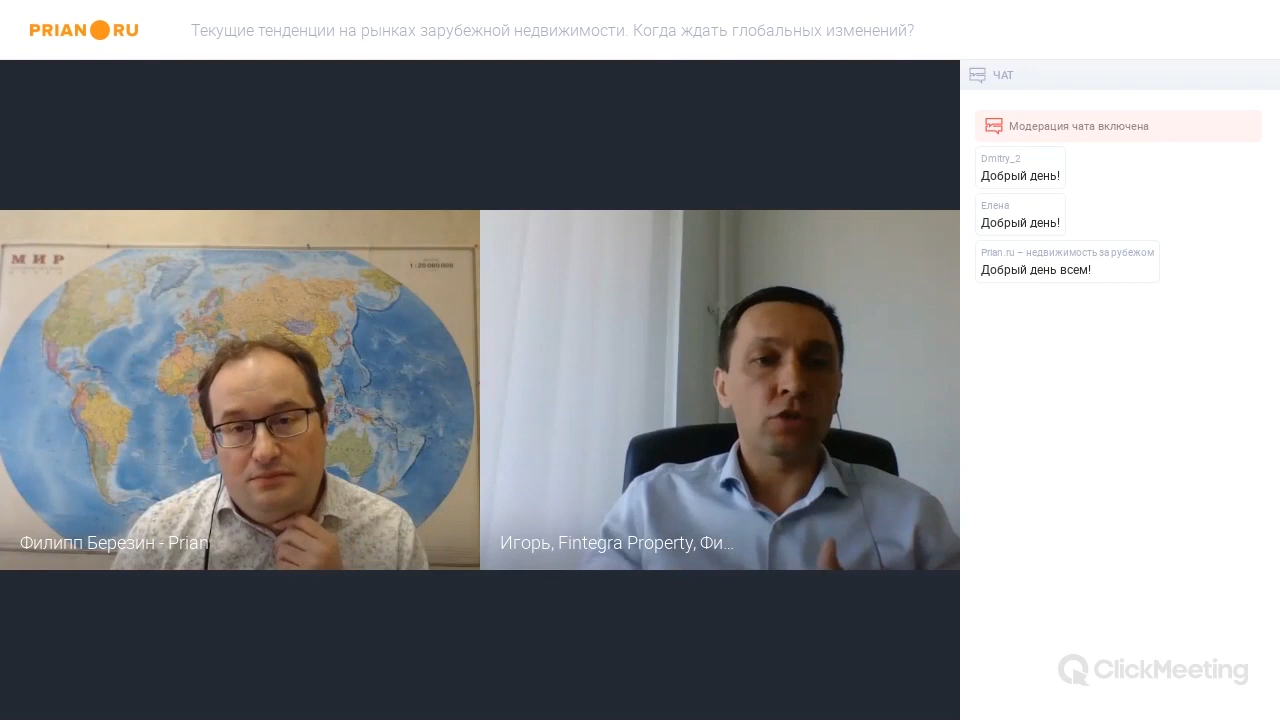 PRIAN RU
Текущие тенденции на рынках зарубежной недвижимости. Когда ждать глобальных изменений?
ЧАТ
Модерация чата включена
Dmitry_2
Добрый день!
Елена
Добрый день!
Prian.ru – недвижимость за рубежом
Добрый день всем!
МИР
Филипп Березин - Prian
Игорь, Fintegra Property, Фи...
ClickMeeting